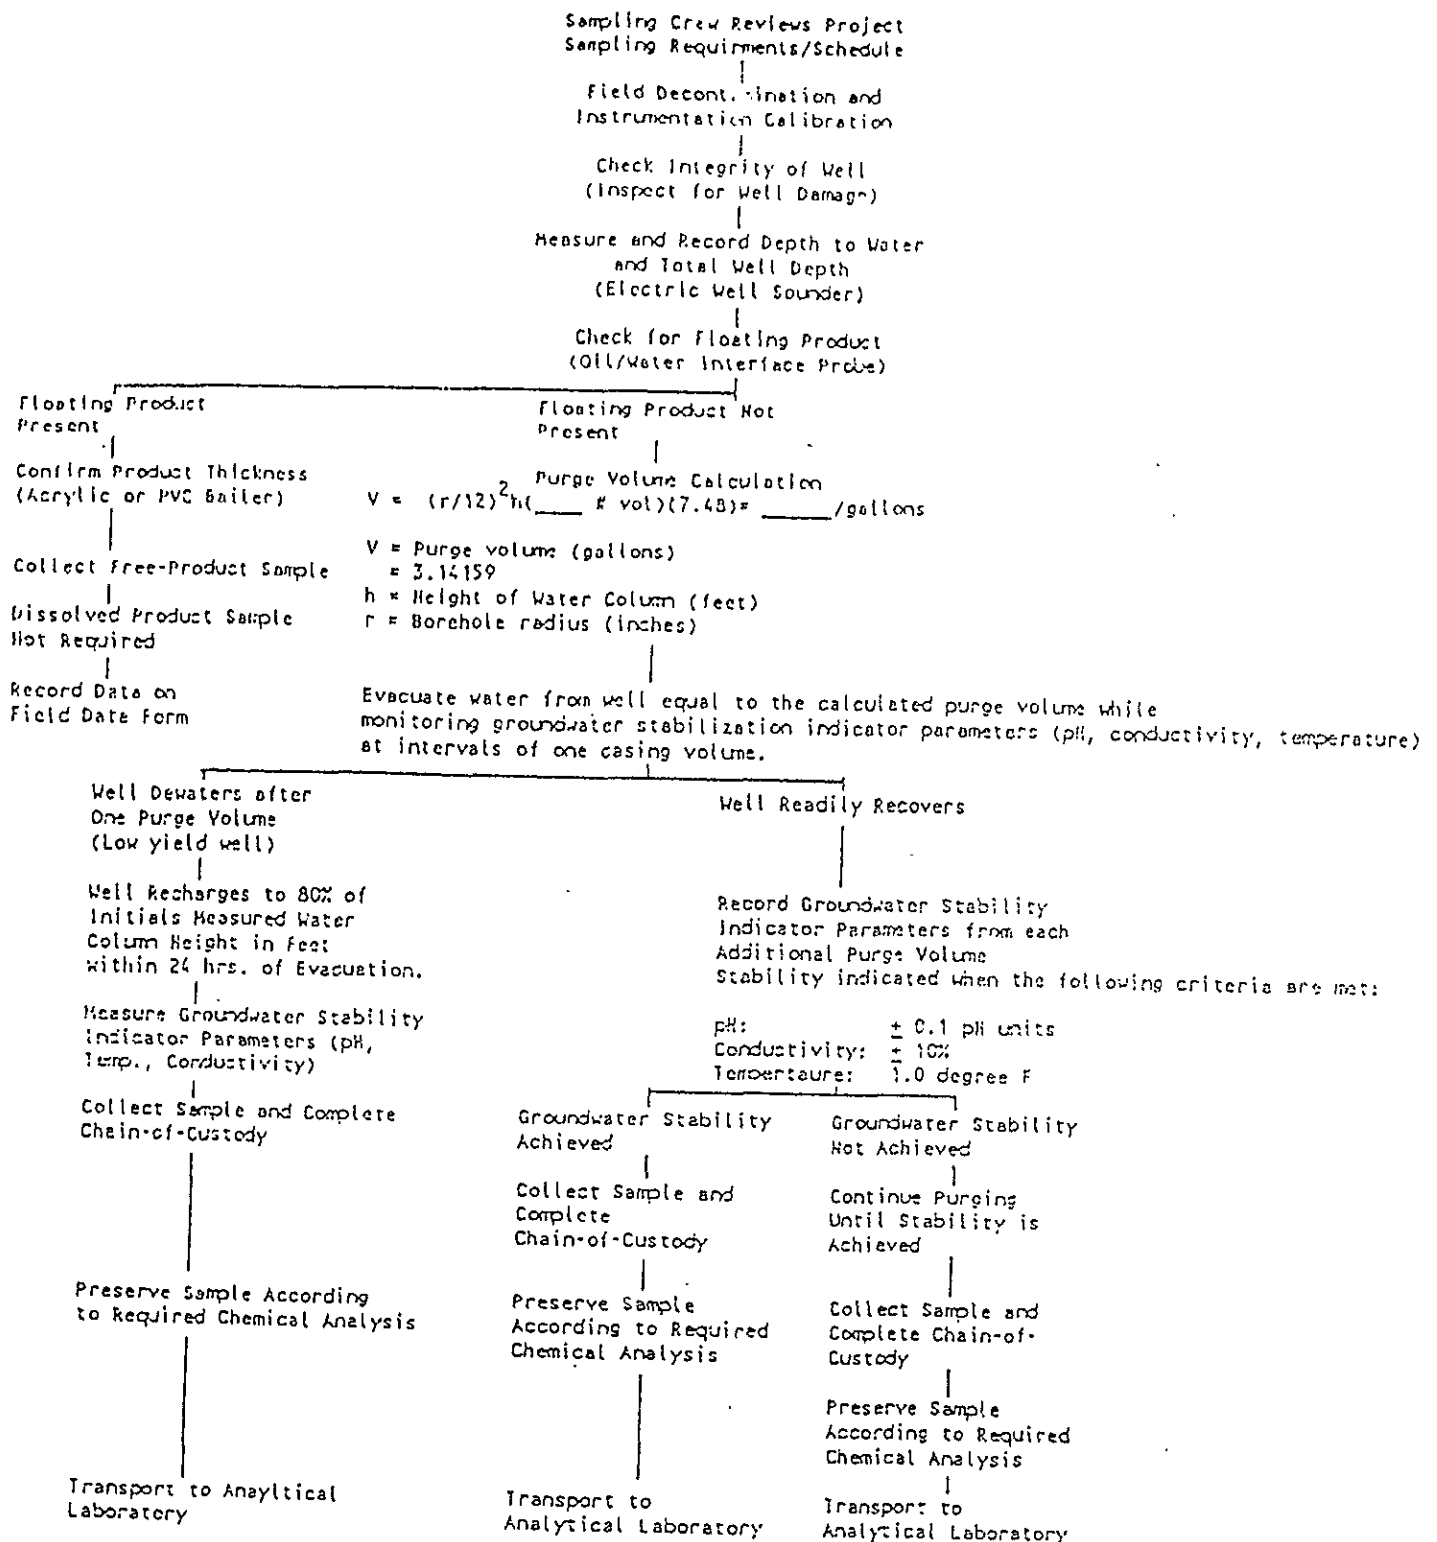 Sampling Crew Reviews Project
Sampling Requirments/Schedule
Field Decont. ination and
Instrumentation Calibration
Check Integrity of Well
(Inspect for Well Damage)
Measure and Record Depth to Water
and Total Well Depth
(Electric Well Sounder)
Check for Floating Product
(Oil/Water Interface Probe)
Floating Product
Present
Confirm Product Thickness
(Acrylic or PVC Bailer)
Collect Free-Product Sample
Dissolved Product Sample
Not Required
Record Data on
Field Date Form
Floating Product Not
Present
Purge Volume Calculation
V = (r/12)²h(____ # vol)(7.48)= ______/gallons
V = Purge volume (gallons)
= 3.14159
h = Height of Water Column (feet)
r = Borehole radius (inches)
Evacuate water from well equal to the calculated purge volume while
monitoring groundwater stabilization indicator parameters (pH, conductivity, temperature)
at intervals of one casing volume.
Well Dewaters after
One Purge Volume
(Low yield well)
Well Recharges to 80% of
Initials Measured Water
Column Height in Feet
within 24 hrs. of Evacuation.
Measure Groundwater Stability
Indicator Parameters (pH,
Temp., Conductivity)
Collect Sample and Complete
Chain-of-Custody
Preserve Sample According
to Required Chemical Analysis
Transport to Anayltical
Laboratory
Well Readily Recovers
Record Groundwater Stability
Indicator Parameters from each
Additional Purge Volume
Stability indicated when the following criteria are met:
pH: ± 0.1 pH units
Conductivity: ± 10%
Tempertaure: 1.0 degree F
Groundwater Stability
Achieved
Collect Sample and
Complete
Chain-of-Custody
Preserve Sample
According to Required
Chemical Analysis
Transport to
Analytical Laboratory
Groundwater Stability
Not Achieved
Continue Purging
Until Stability is
Achieved
Collect Sample and
Complete Chain-of-
Custody
Preserve Sample
According to Required
Chemical Analysis
Transport to
Analytical Laboratory